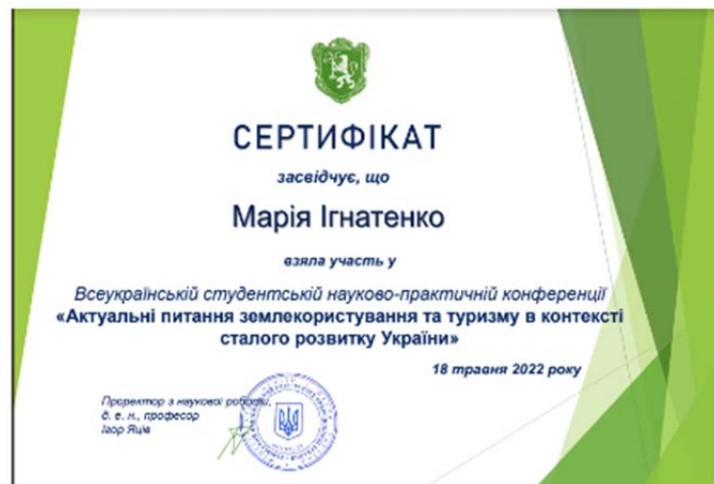 СЕРТИФІКАТ
засвідчує, що
Марія Ігнатенко
взяла участь у
Всеукраїнській студентській науково-практичній конференції
«Актуальні питання землекористування та туризму в контексті
сталого розвитку України»
18 травня 2022 року
Проректор з наукової роботи,
д. е. н., професор
Ігор Яців